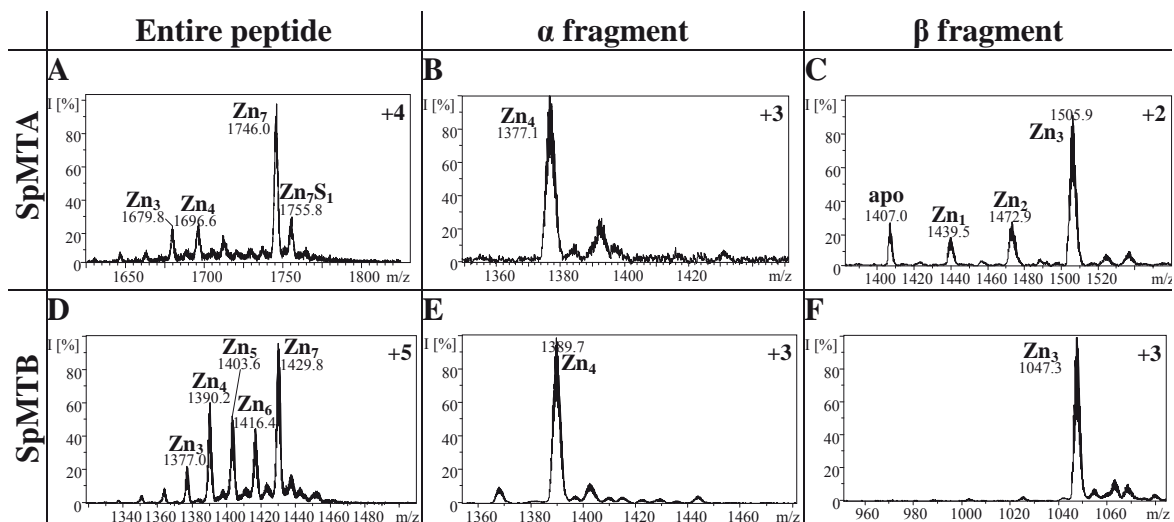 Entire peptide α fragment β fragment
SpMTA
A
I [%]
80
60
40
20
0
Zn7
1746.0
+4
Zn3
1679.8
Zn4
1696.6
Zn7S1
1755.8
1650 1700 1750 1800 m/z
B
I [%]
80
60
40
20
0
Zn4
1377.1
+3
1360 1380 1400 1420 m/z
C
I [%]
80
60
40
20
0
1505.9
Zn3
+2
apo
1407.0
Zn1
1439.5
Zn2
1472.9
1400 1420 1440 1460 1480 1500 1520 m/z
SpMTB
D
I [%]
80
60
40
20
0
Zn5
1403.6
Zn7
1429.8
+5
Zn4
1390.2
Zn6
1416.4
Zn3
1377.0
1340 1360 1380 1400 1420 1440 1460 1480 m/z
E
I [%]
80
60
40
20
0
1389.7
Zn4
+3
1360 1380 1400 1420 1440 1460 m/z
F
I [%]
80
60
40
20
0
Zn3
1047.3
+3
960 980 1000 1020 1040 1060 m/z